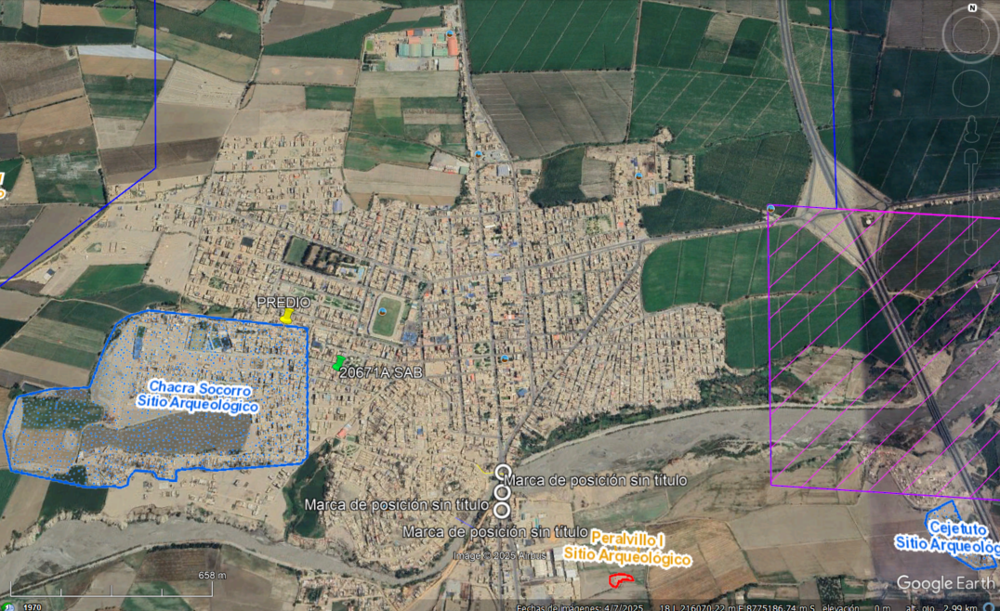 N
PREDIO
20671A SAB
Chacra Socorro
Sitio Arqueológico
Marca de posición sin título
Marca de posición sin título
Marca de posición sin título
Peralvillo I
Sitio Arqueológico
Cejetuto
Sitio Arqueológ
Image © 2025 Airbus
658 m
Google Earth
1970
Fechas de imágenes: 4/7/2025 18 L 216070.22 m E 8775186.74 m S elevación 0 m alt. ojo 2.99 km